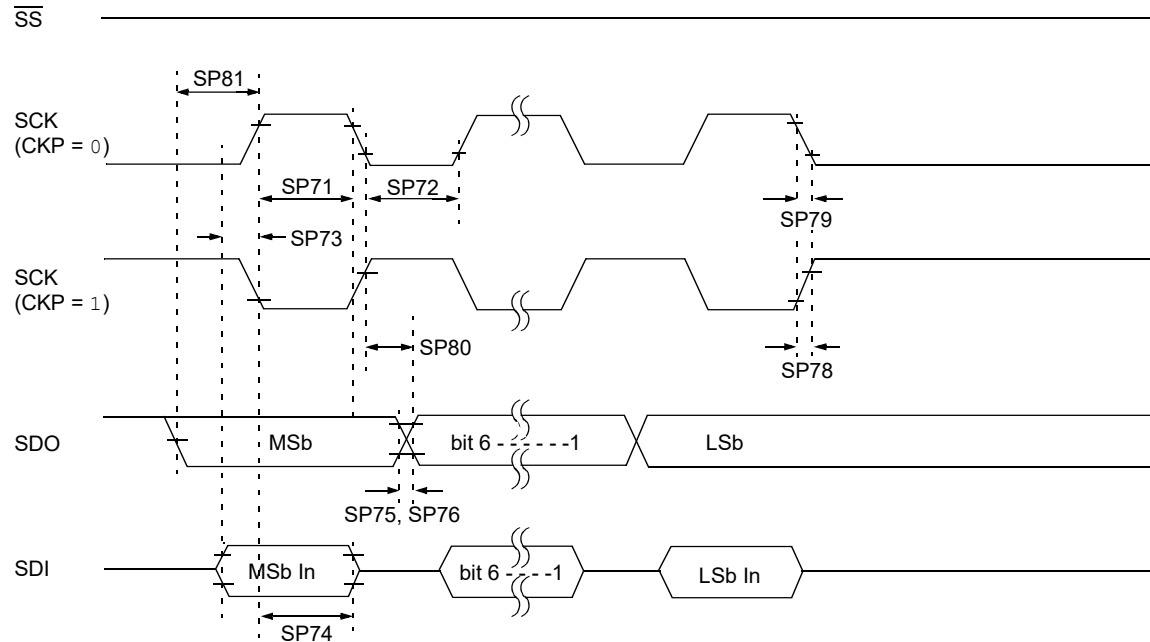 SS
SP81
SCK
(CKP = 0)
SP71
SP72
SP79
SP73
SCK
(CKP = 1)
SP80
SP78
SDO
MSb
bit 6 - - - - - -1
LSb
SP75, SP76
SDI
MSb In
bit 6 - - - - -1
LSb In
SP74